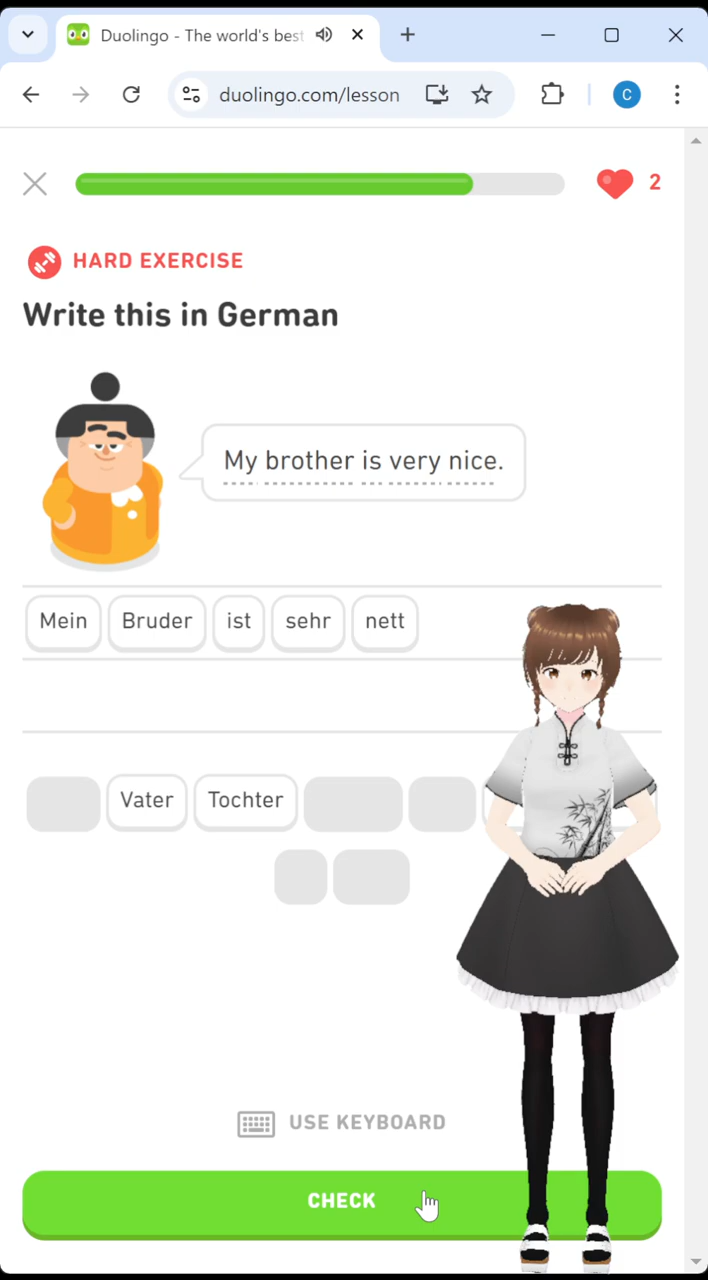 Duolingo - The world's best
duolingo.com/lesson
C
2
HARD EXERCISE
Write this in German
My brother is very nice.
Mein Bruder ist sehr nett
Vater Tochter
USE KEYBOARD
CHECK